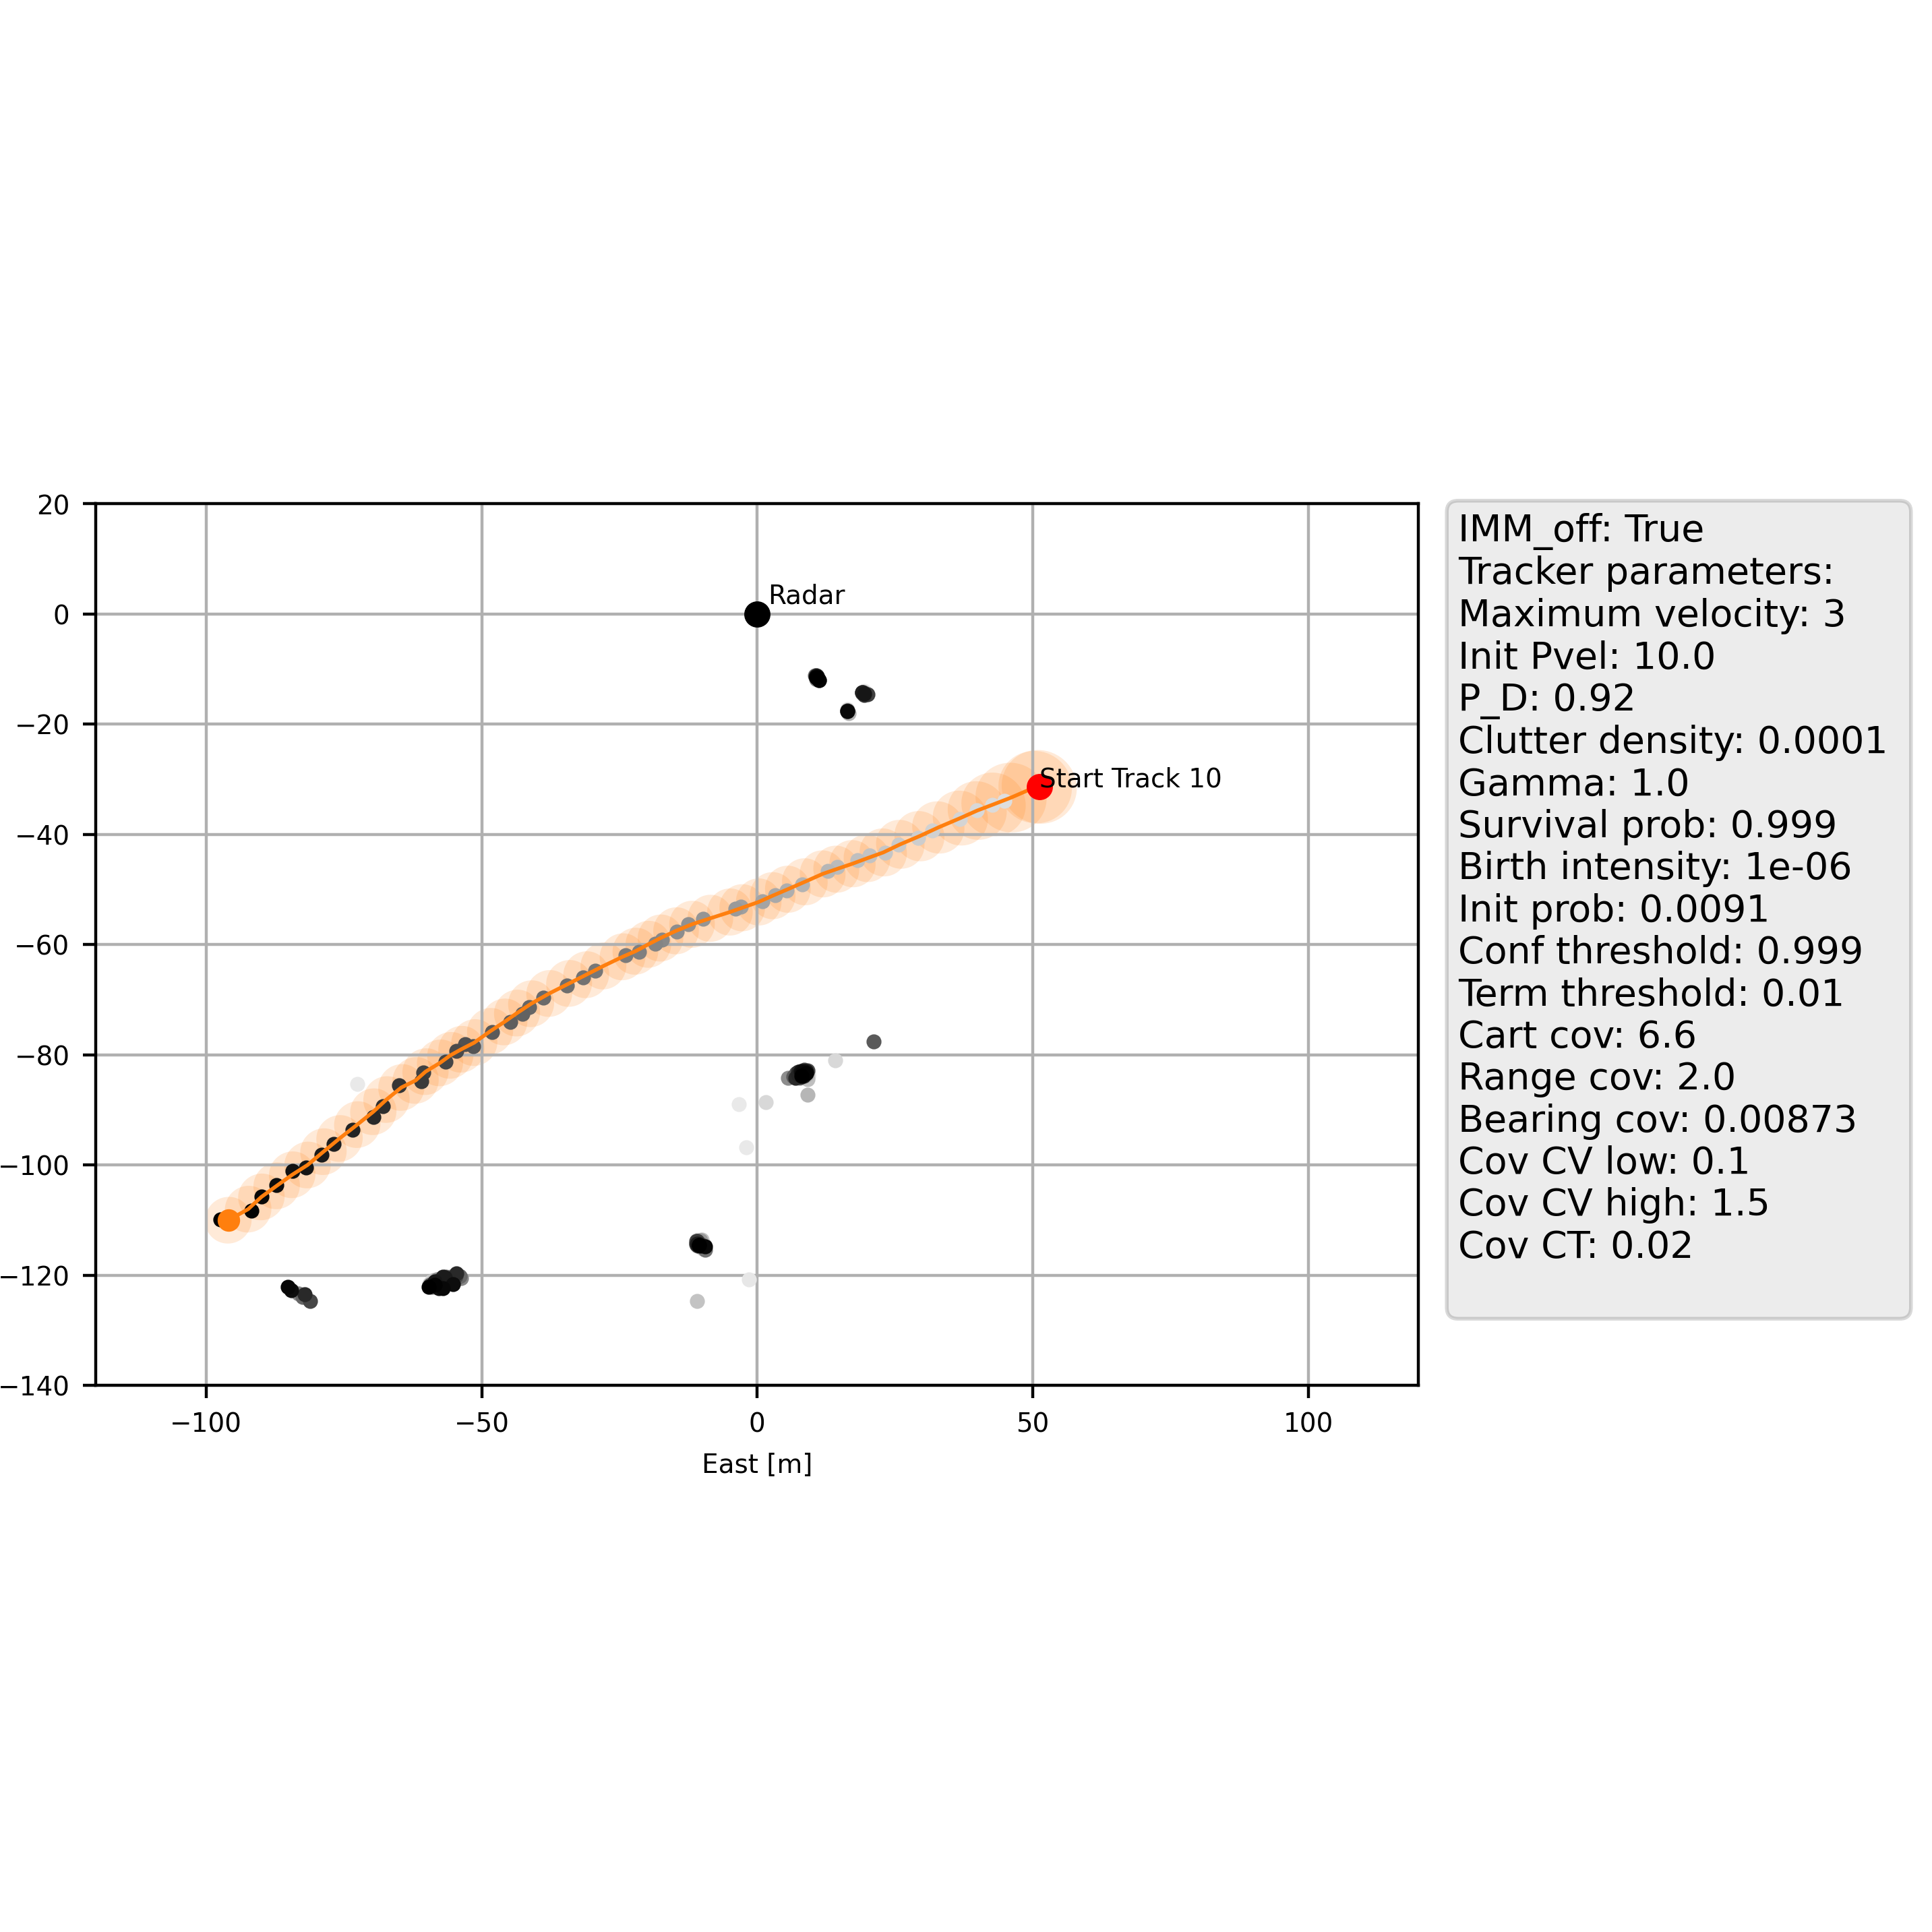 20
0
−20
−40
−60
−80
−100
−120
−140
−100
−50
0
50
100
East [m]
Radar
Start Track 10
IMM_off: True
Tracker parameters:
Maximum velocity: 3
Init Pvel: 10.0
P_D: 0.92
Clutter density: 0.0001
Gamma: 1.0
Survival prob: 0.999
Birth intensity: 1e-06
Init prob: 0.0091
Conf threshold: 0.999
Term threshold: 0.01
Cart cov: 6.6
Range cov: 2.0
Bearing cov: 0.00873
Cov CV low: 0.1
Cov CV high: 1.5
Cov CT: 0.02